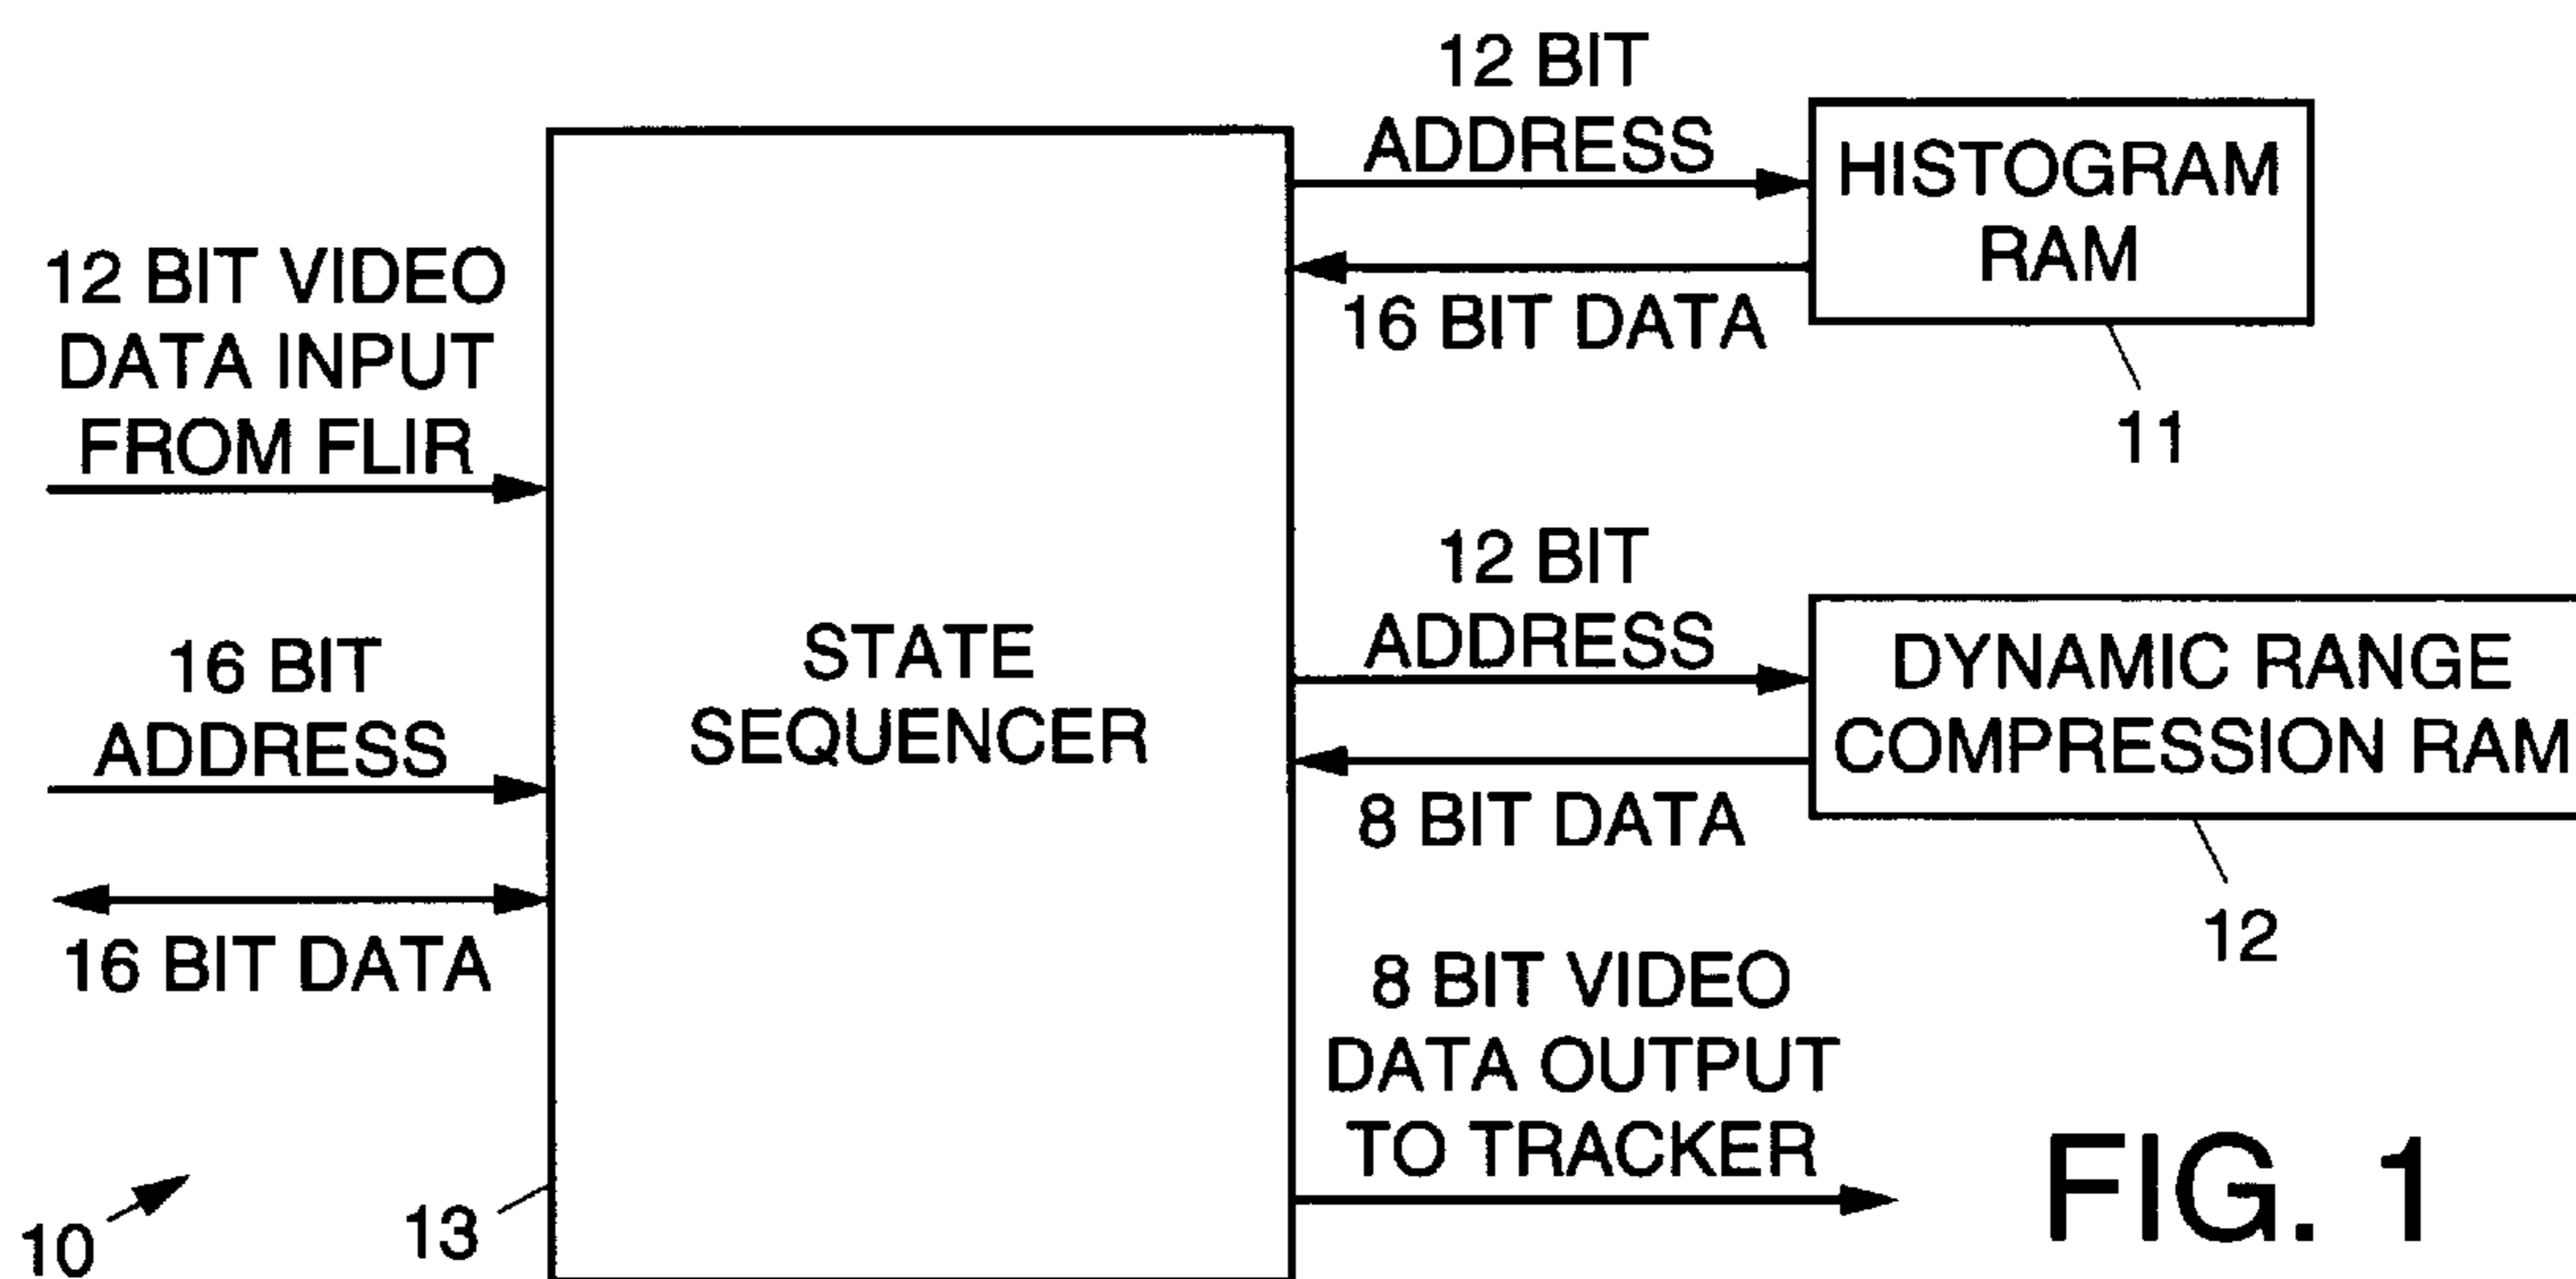 12 BIT VIDEO
DATA INPUT
FROM FLIR
16 BIT
ADDRESS
16 BIT DATA
10
13
STATE
SEQUENCER
12 BIT
ADDRESS
16 BIT DATA
HISTOGRAM
RAM
11
12 BIT
ADDRESS
8 BIT DATA
DYNAMIC RANGE
COMPRESSION RAM
12
8 BIT VIDEO
DATA OUTPUT
TO TRACKER
FIG. 1